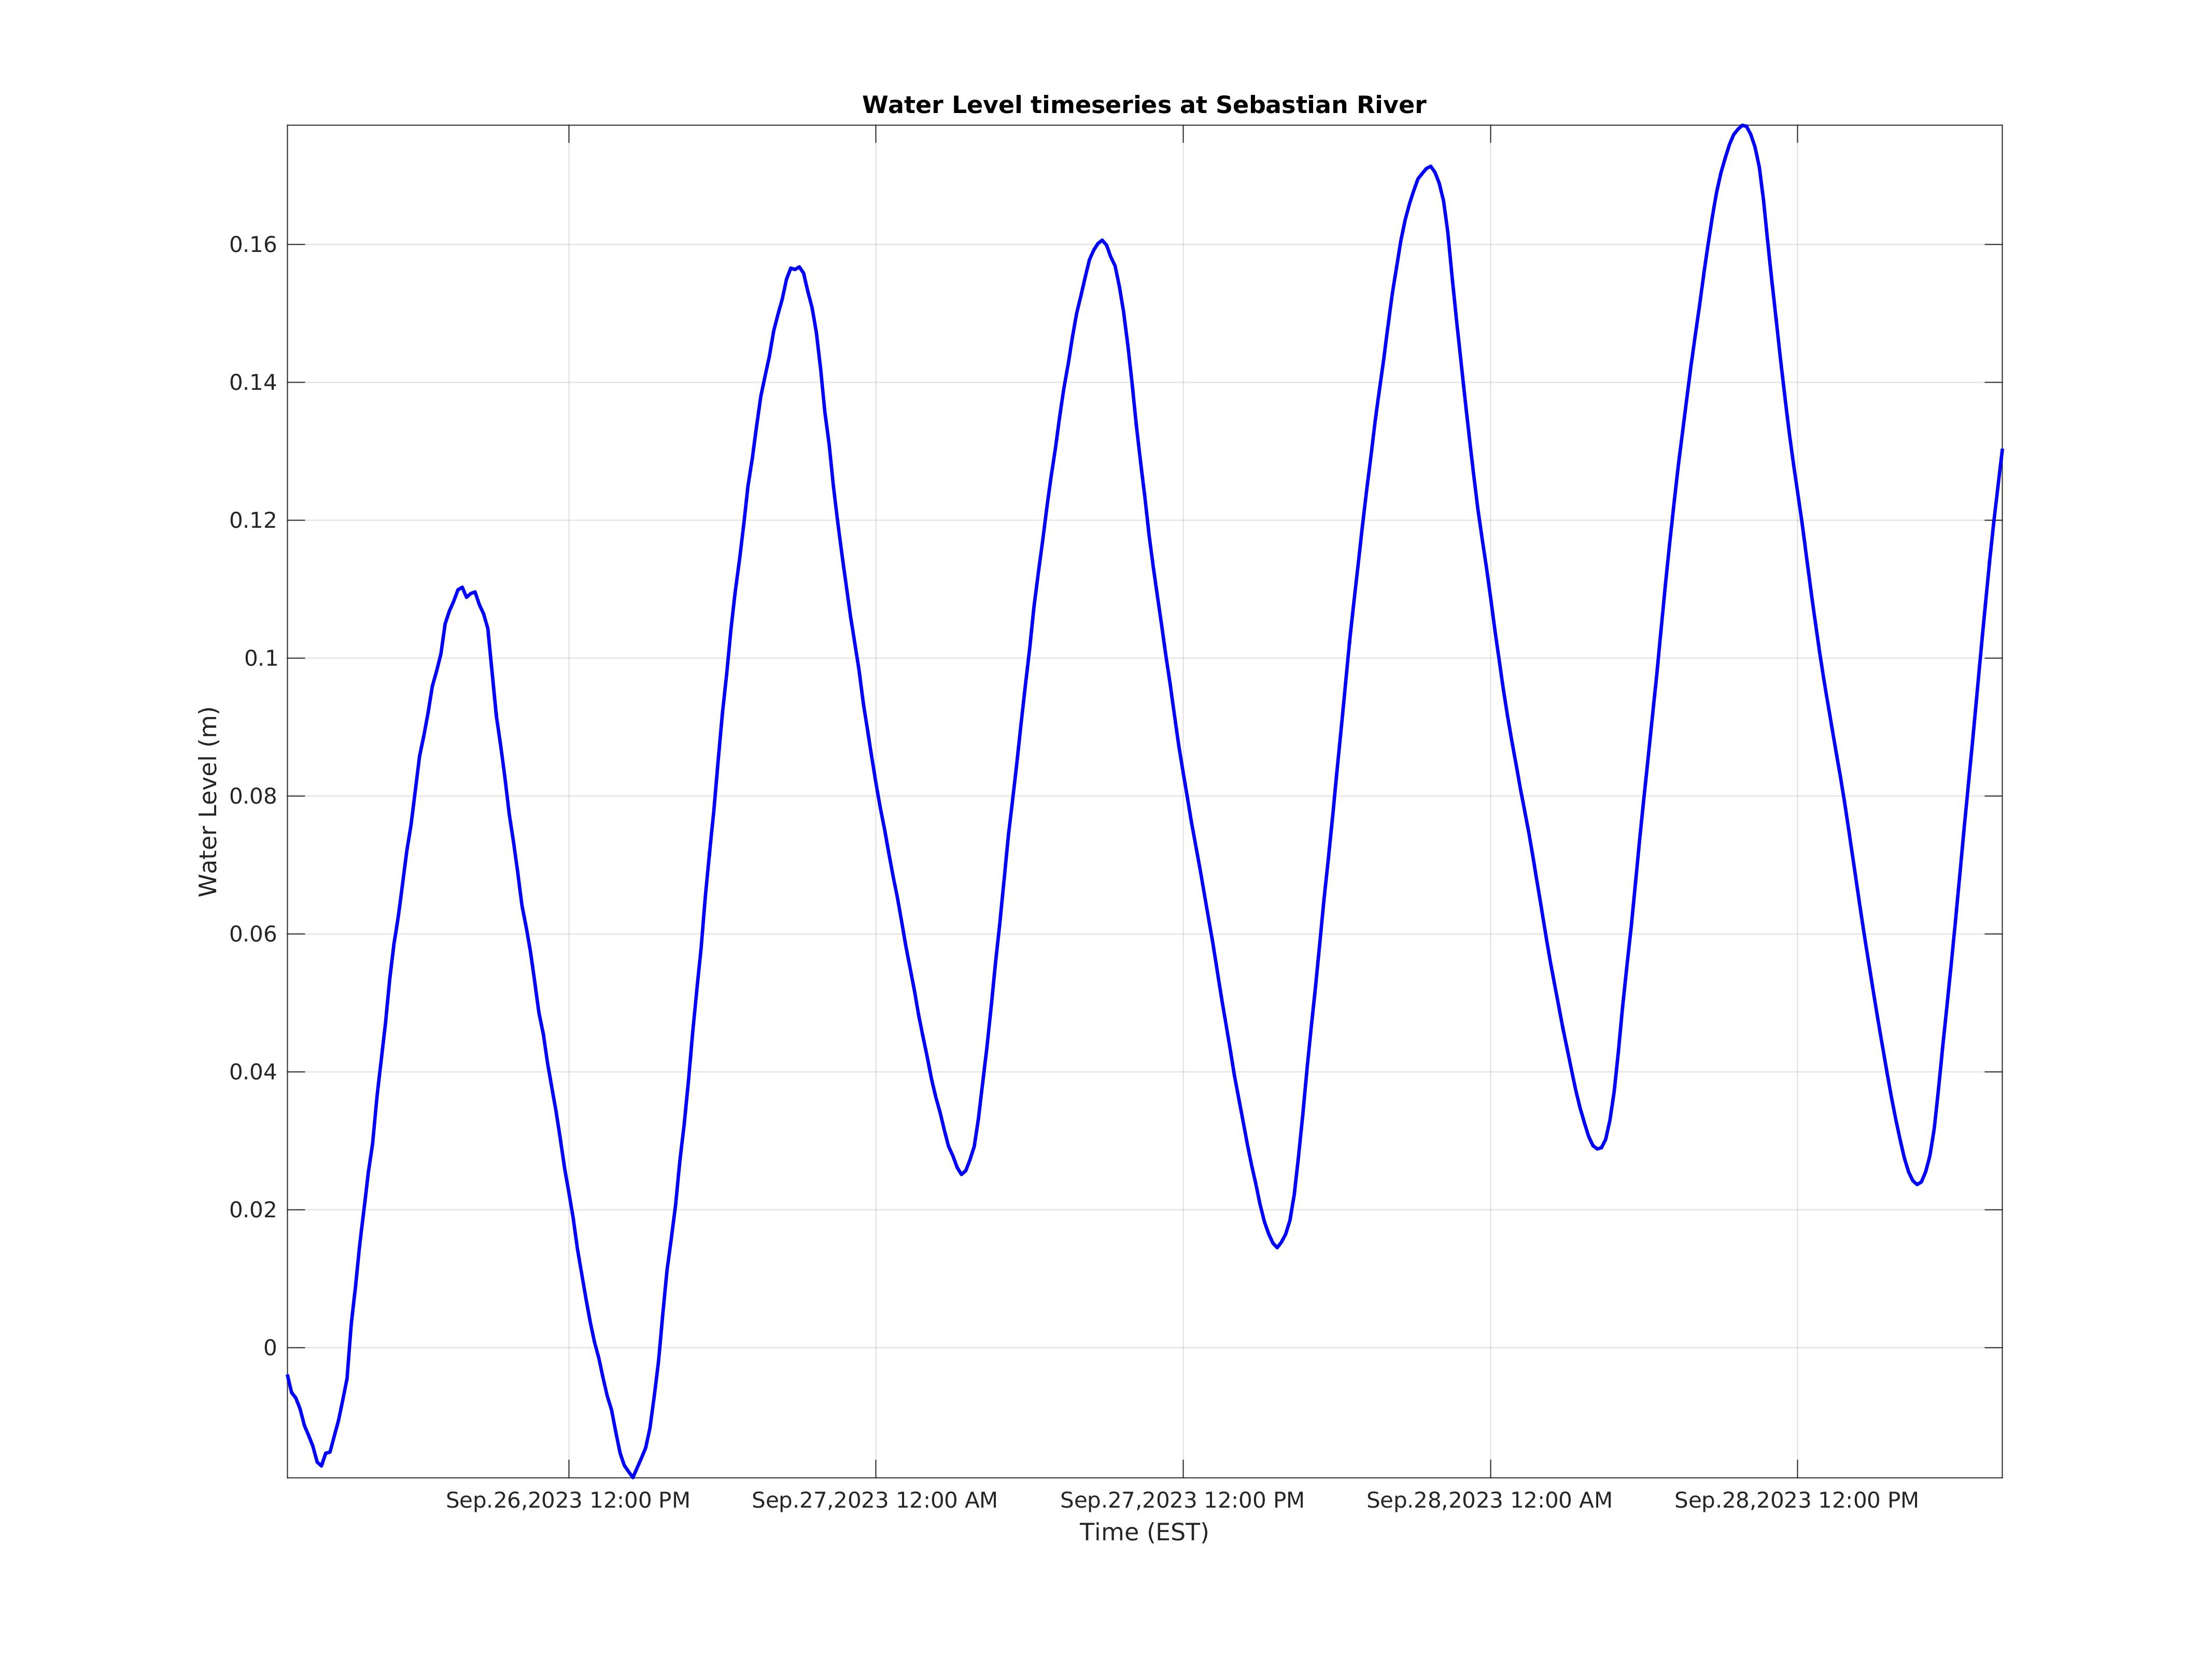 Water Level timeseries at Sebastian River
0.16
0.14
0.12
0.1
0.08
0.06
0.04
0.02
0
Water Level (m)
Sep.26,2023 12:00 PM
Sep.27,2023 12:00 AM
Sep.27,2023 12:00 PM
Sep.28,2023 12:00 AM
Sep.28,2023 12:00 PM
Time (EST)